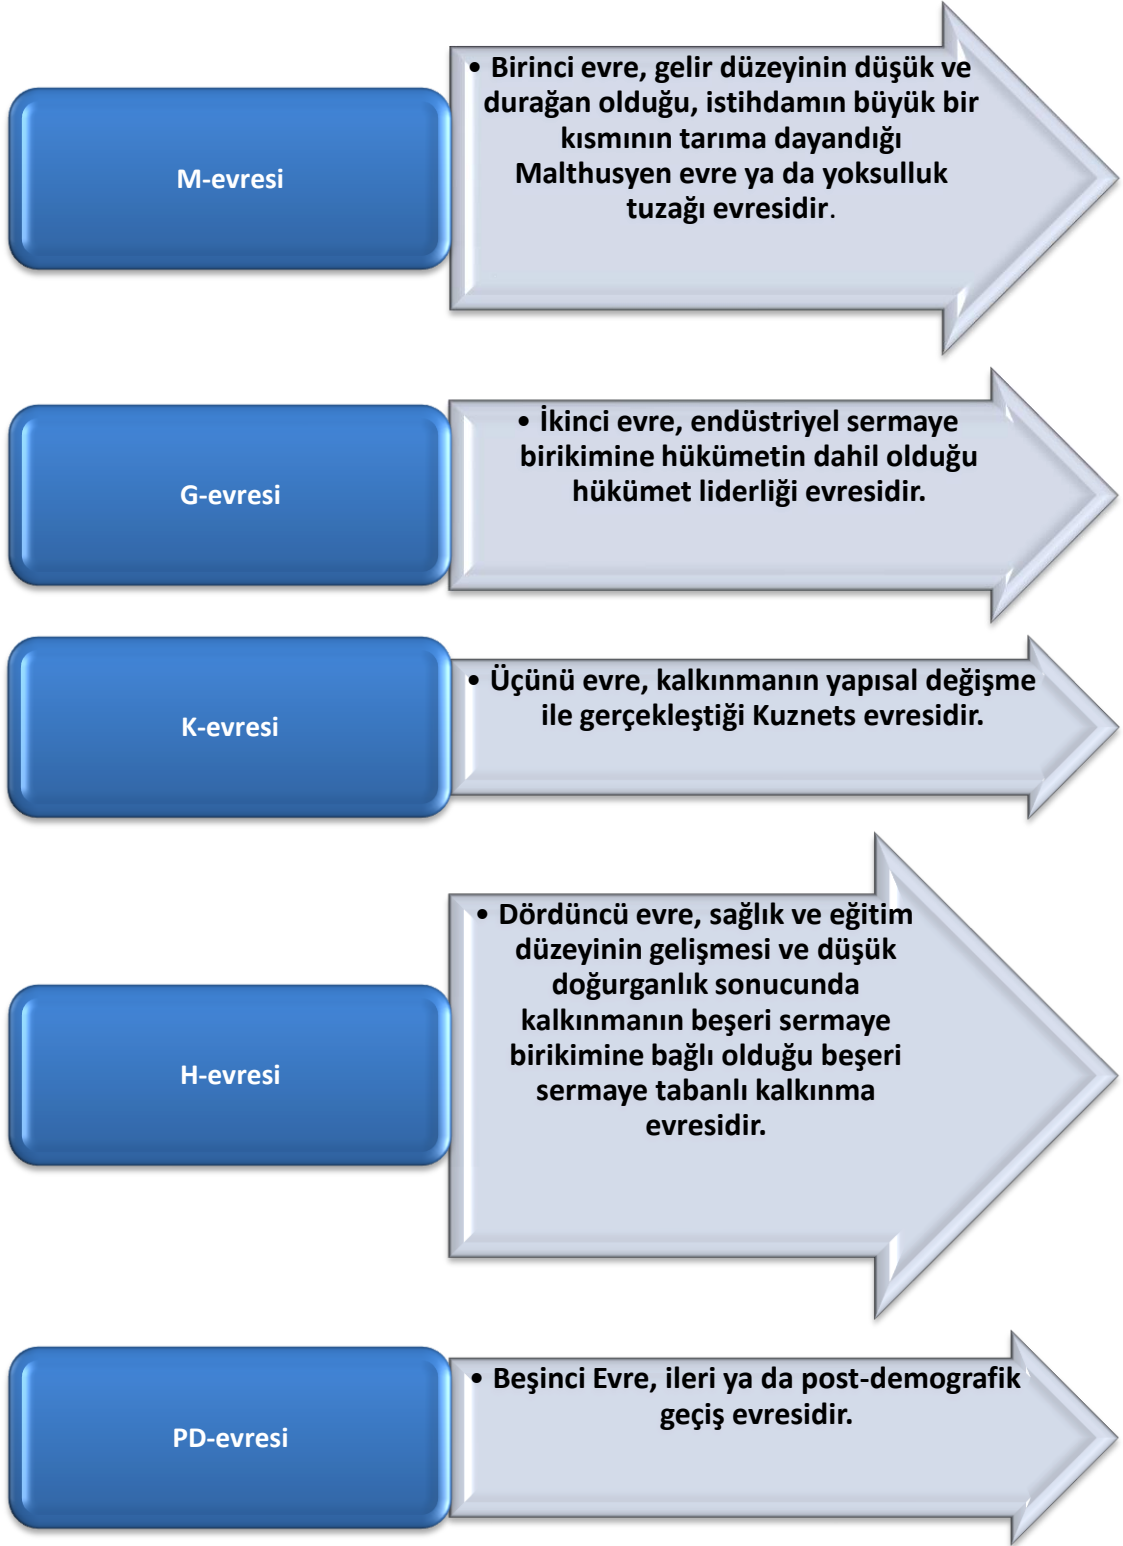 M-evresi
• Birinci evre, gelir düzeyinin düşük ve
durağan olduğu, istihdamın büyük bir
kısmının tarıma dayandığı
Malthusyen evre ya da yoksulluk
tuzağı evresidir.
G-evresi
• İkinci evre, endüstriyel sermaye
birikimine hükümetin dahil olduğu
hükümet liderliği evresidir.
K-evresi
• Üçünü evre, kalkınmanın yapısal değişme
ile gerçekleştiği Kuznets evresidir.
H-evresi
• Dördüncü evre, sağlık ve eğitim
düzeyinin gelişmesi ve düşük
doğurganlık sonucunda
kalkınmanın beşeri sermaye
birikimine bağlı olduğu beşeri
sermaye tabanlı kalkınma
evresidir.
PD-evresi
• Beşinci Evre, ileri ya da post-demografik
geçiş evresidir.